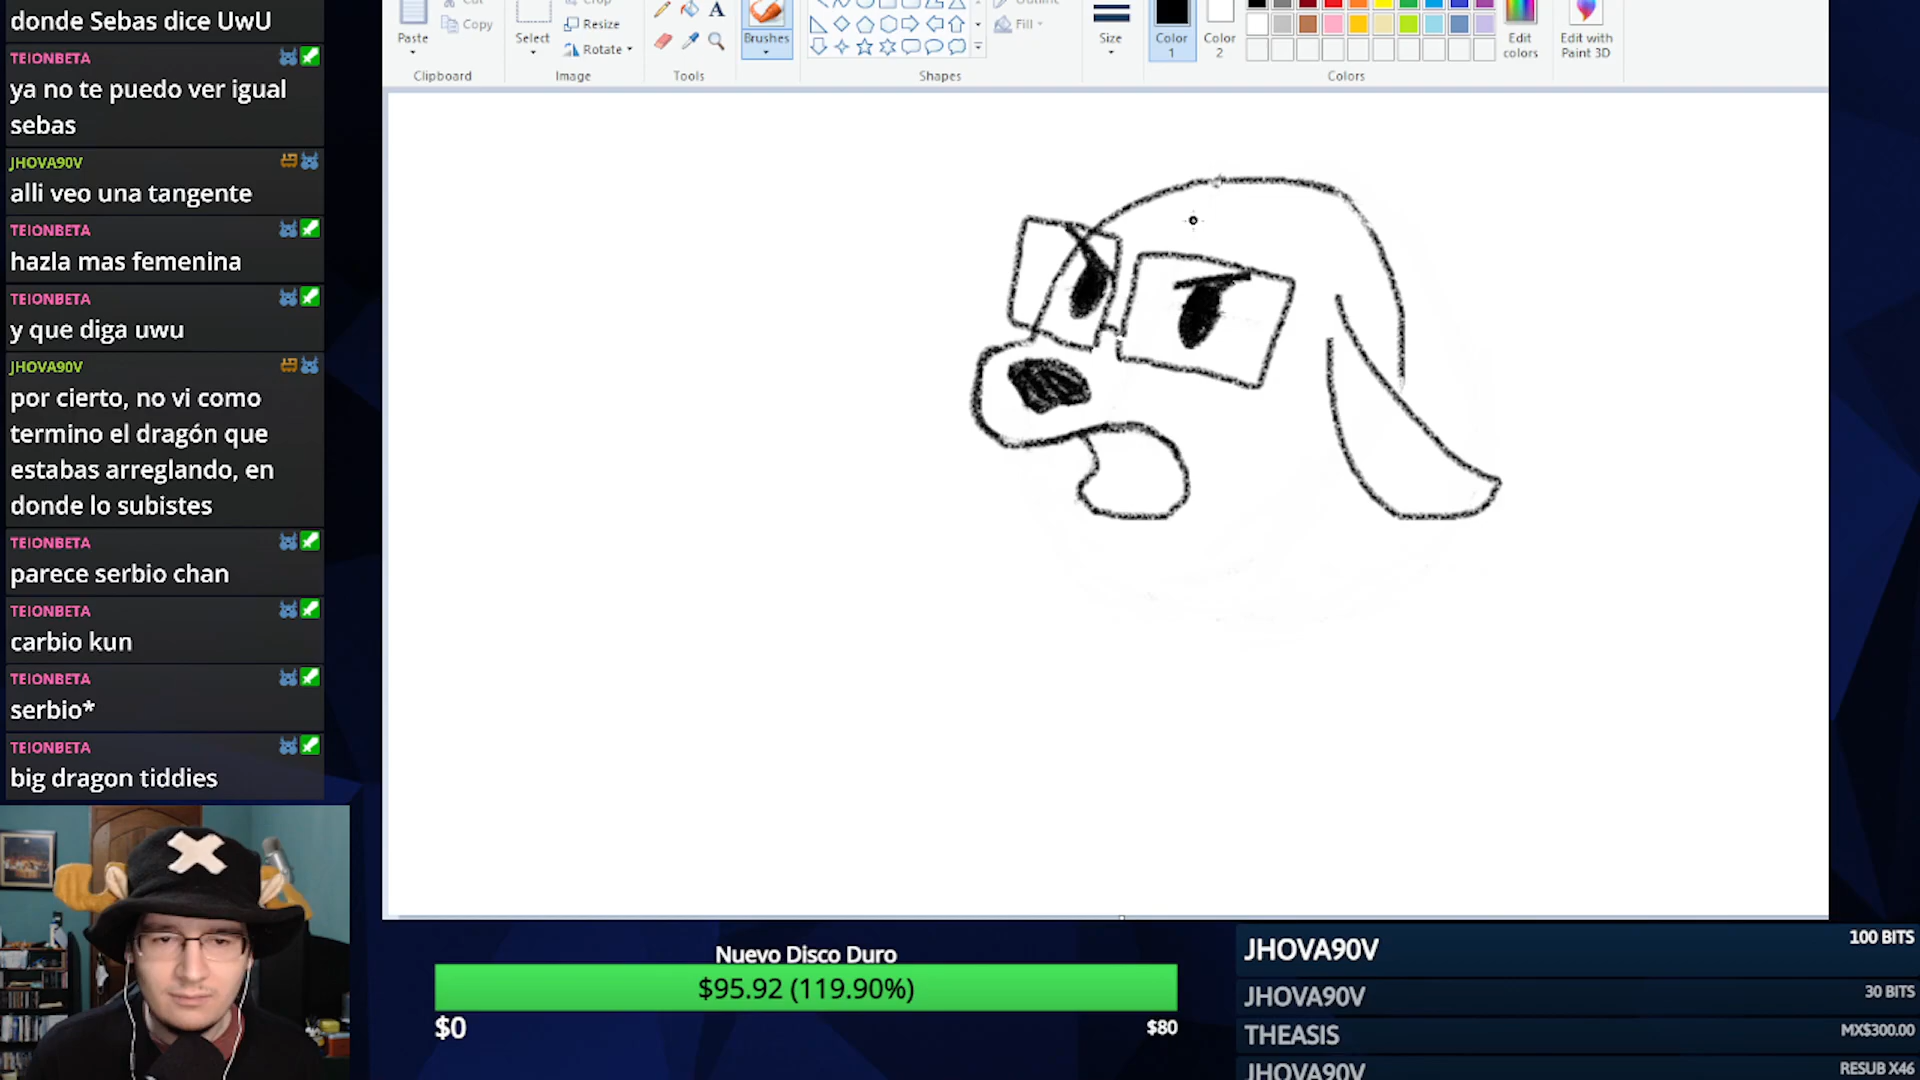 donde Sebas dice UwU
TEIONBETA
ya no te puedo ver igual
sebas
JHOVA90V
alli veo una tangente
TEIONBETA
hazla mas femenina
TEIONBETA
y que diga uwu
JHOVA90V
por cierto, no vi como
termino el dragón que
estabas arreglando, en
donde lo subistes
TEIONBETA
parece serbio chan
TEIONBETA
carbio kun
TEIONBETA
serbio*
TEIONBETA
big dragon tiddies
Paste
Cut
Copy
Clipboard
Select
Crop
Resize
Rotate
Image
A
Tools
Brushes
Outline
Fill
Shapes
Size
Color
1
Color
2
Edit
colors
Edit with
Paint 3D
Colors
Nuevo Disco Duro
$95.92 (119.90%)
$0
$80
JHOVA90V
100 BITS
JHOVA90V
30 BITS
THEASIS
MX$300.00
JHOVA90V
RESUB X46